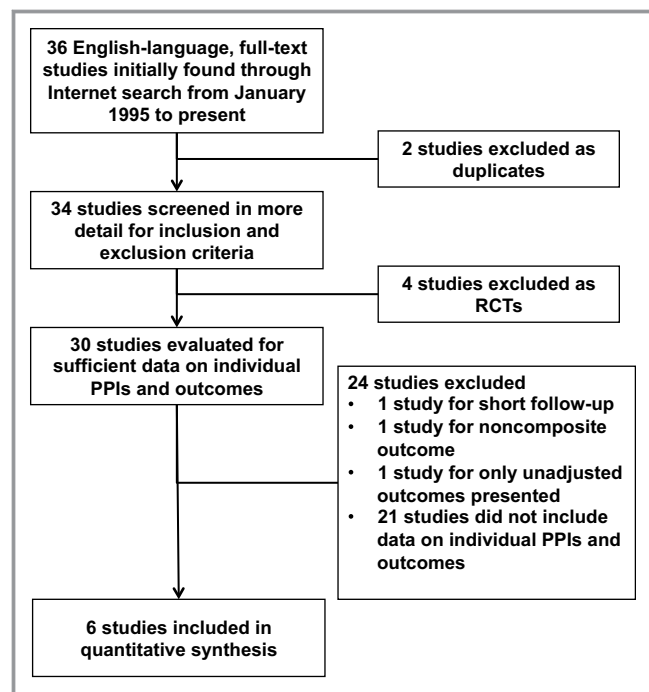 36 English-language, full-text
studies initially found through
Internet search from January
1995 to present
2 studies excluded as
duplicates
34 studies screened in more
detail for inclusion and
exclusion criteria
4 studies excluded as
RCTs
30 studies evaluated for
sufficient data on individual
PPIs and outcomes
24 studies excluded
• 1 study for short follow-up
• 1 study for noncomposite
outcome
• 1 study for only unadjusted
outcomes presented
• 21 studies did not include
data on individual PPIs and
outcomes
6 studies included in
quantitative synthesis